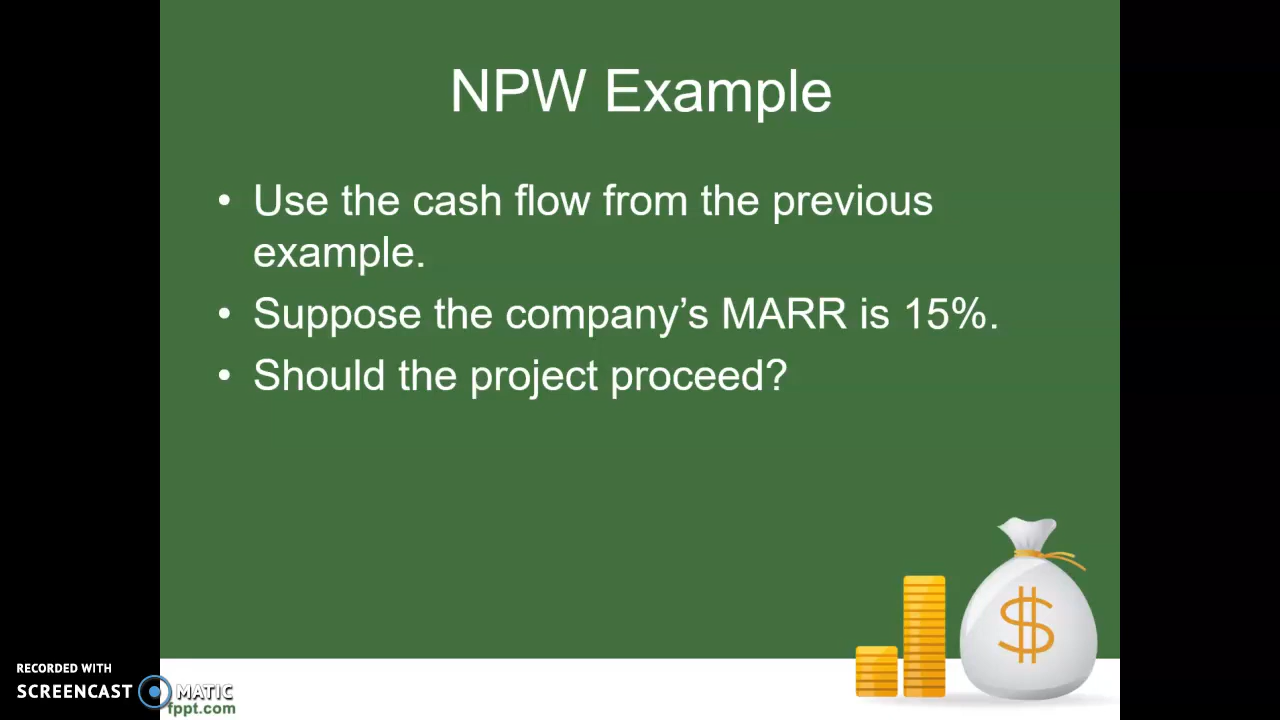 NPW Example
• Use the cash flow from the previous
example.
• Suppose the company’s MARR is 15%.
• Should the project proceed?
$
RECORDED WITH
SCREENCAST MATIC
fppt.com